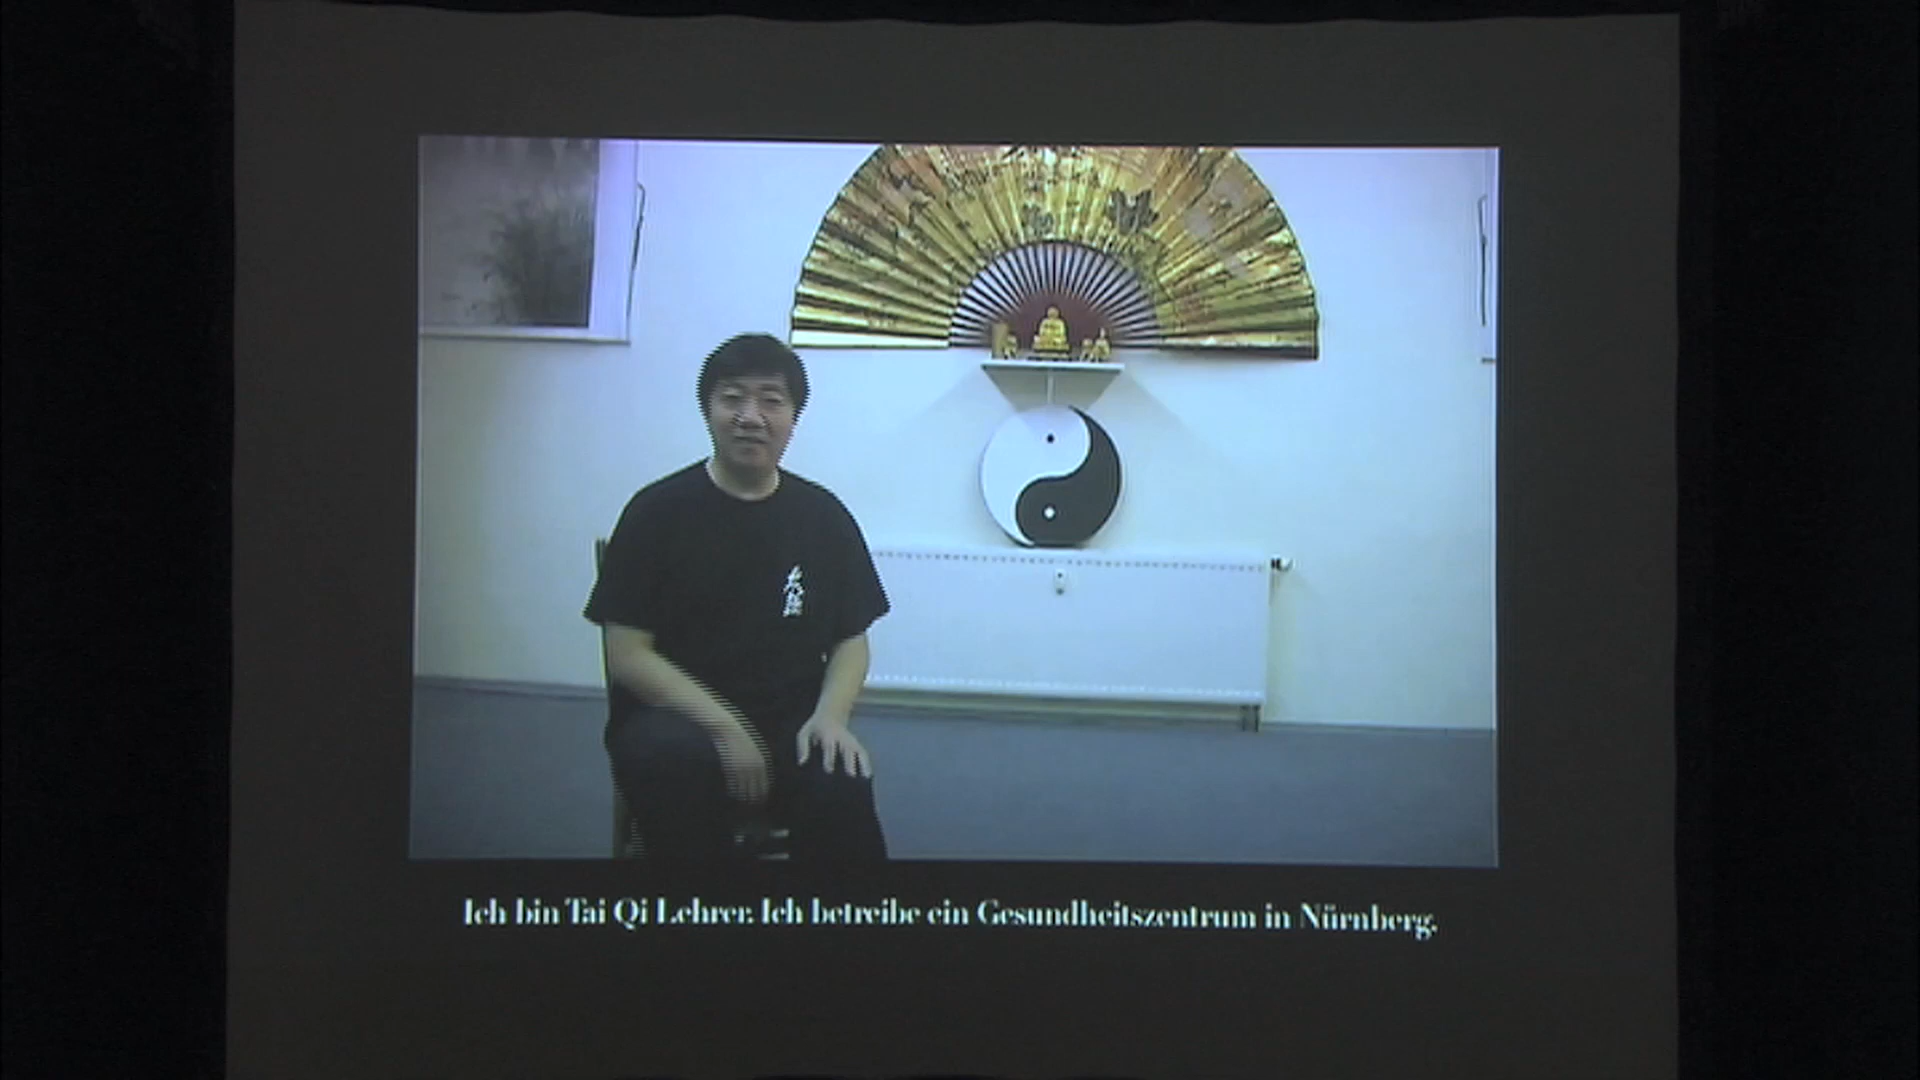 Ich bin Tai Qi Lehrer. Ich betreibe ein Gesundheitszentrum in Nürnberg.